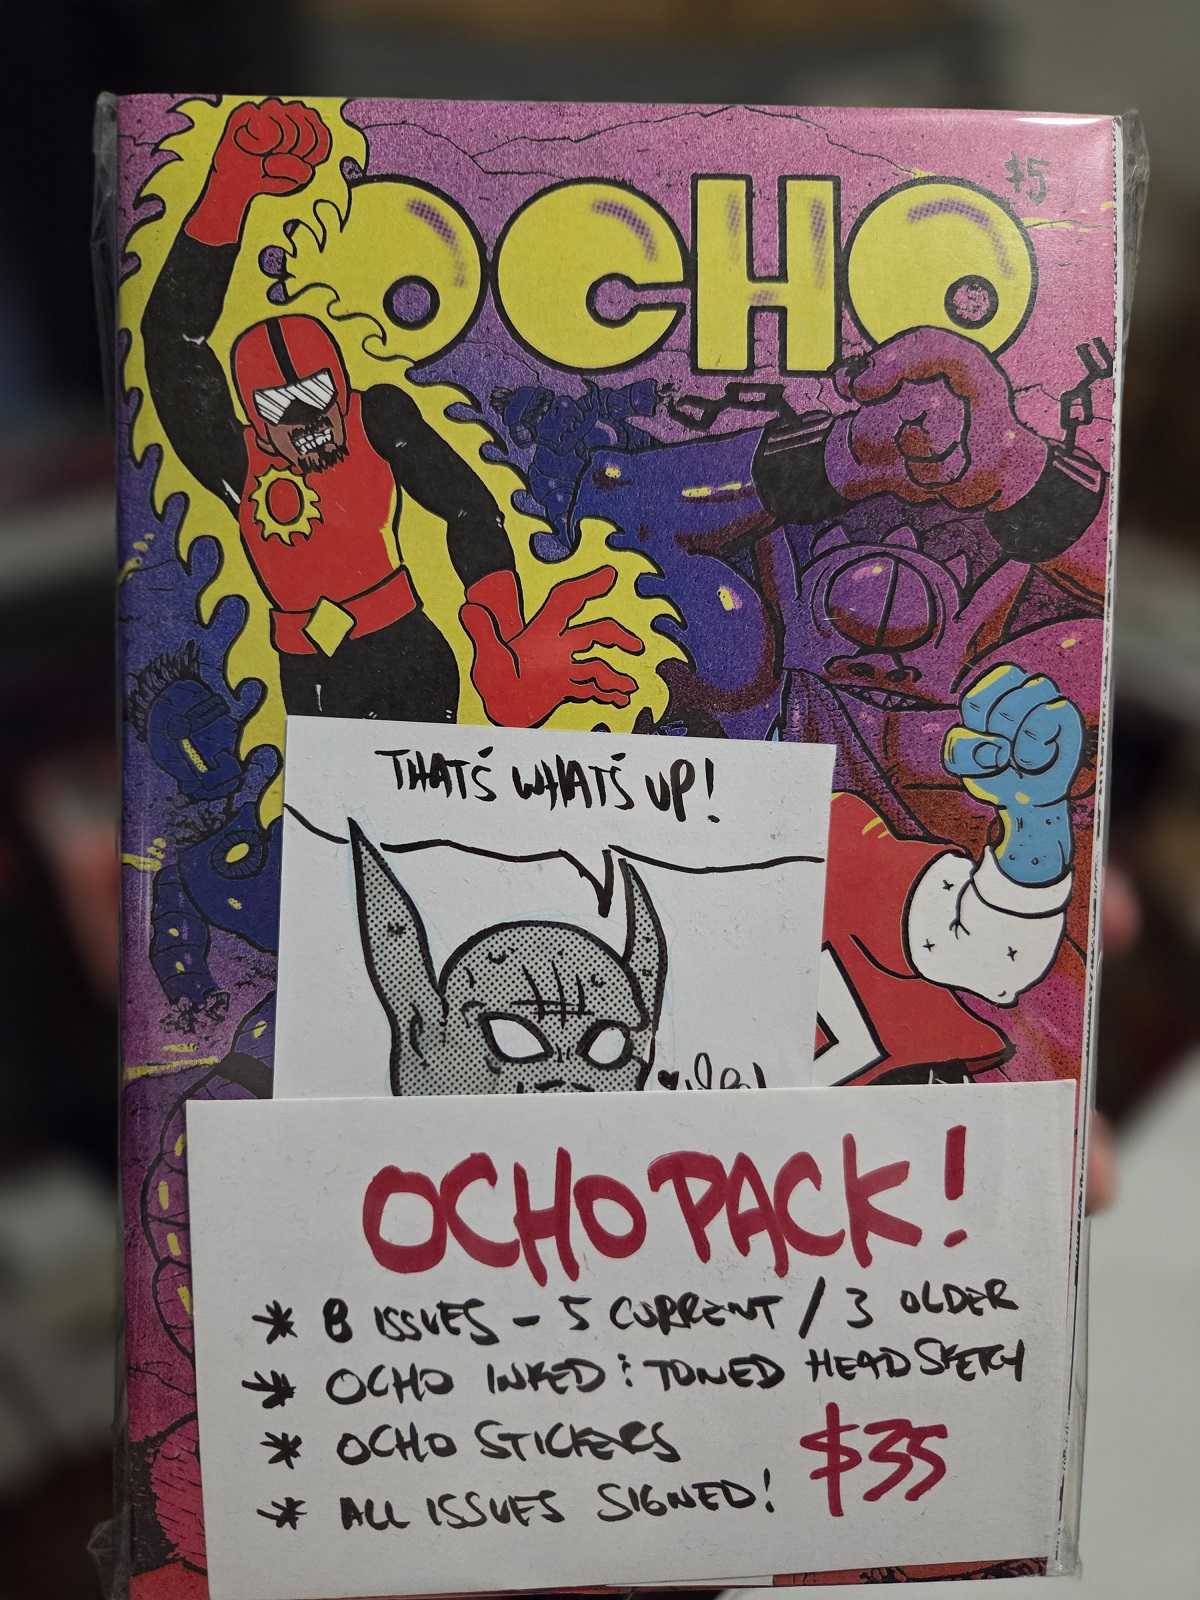 $5
OCHO
THAT'S WHAT'S UP!
OCHO PACK!
* 8 ISSUES - 5 CURRENT / 3 OLDER
* OCHO INKED & TONED HEAD SKETCH
* OCHO STICKERS
* ALL ISSUES SIGNED!
$35